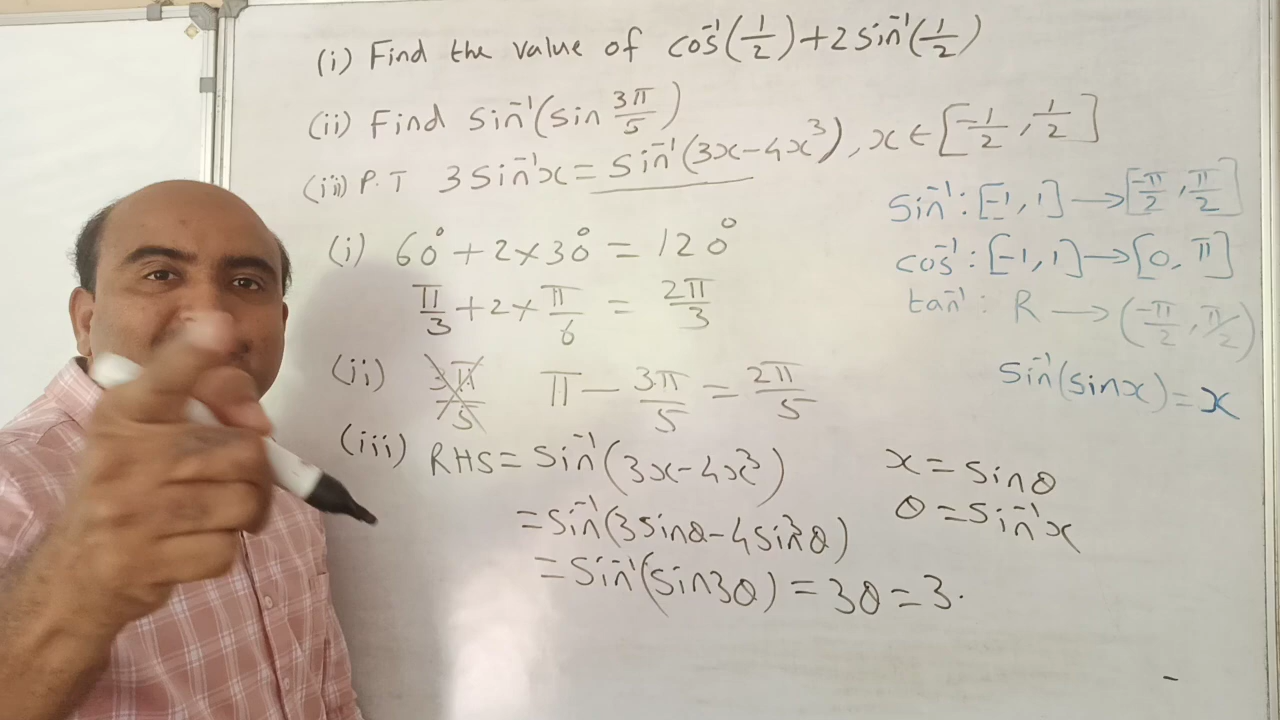 (i) Find the value of cos⁻¹(1/2)+2sin⁻¹(1/2)
(ii) Find sin⁻¹(sin 3π/5)
(iii) P.T 3sin⁻¹x = sin⁻¹(3x-4x³), x ∈ [-1/2, 1/2]
sin⁻¹: [-1, 1] → [-π/2, π/2]
cos⁻¹: [-1, 1] → [0, π]
tan⁻¹: R → (-π/2, π/2)
sin⁻¹(sinx) = x
(i) 60° + 2×30° = 120°
π/3 + 2×π/6 = 2π/3
(ii) 3π/5 π - 3π/5 = 2π/5
(iii) RHS = sin⁻¹(3x-4x³)
= sin⁻¹(3sinθ-4sin³θ)
= sin⁻¹(sin3θ) = 3θ = 3.
x = sinθ
θ = sin⁻¹x